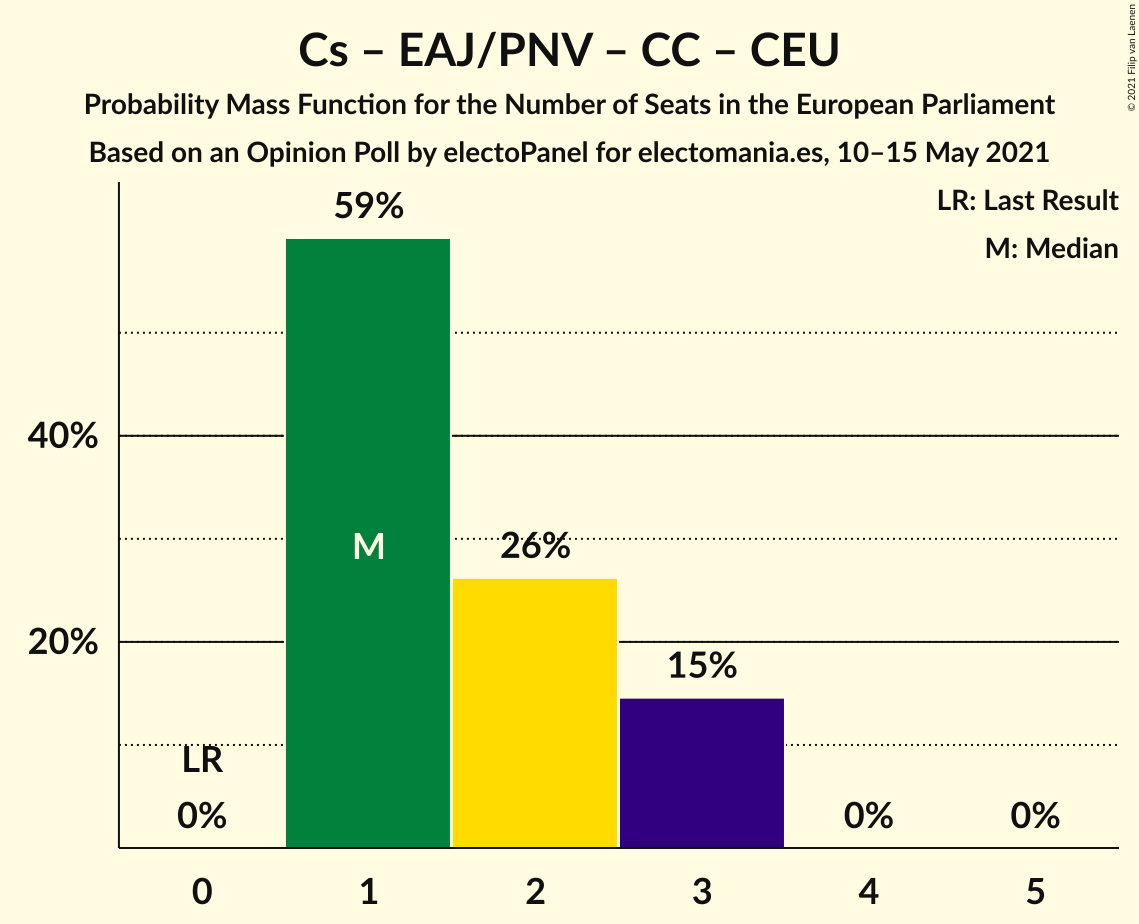 Cs – EAJ/PNV – CC – CEU
Probability Mass Function for the Number of Seats in the European Parliament
Based on an Opinion Poll by electoPanel for electomania.es, 10–15 May 2021
© 2021 Filip van Laenen
LR: Last Result
M: Median
59%
40%
M
26%
20%
15%
LR
0%
0%
0%
0
1
2
3
4
5